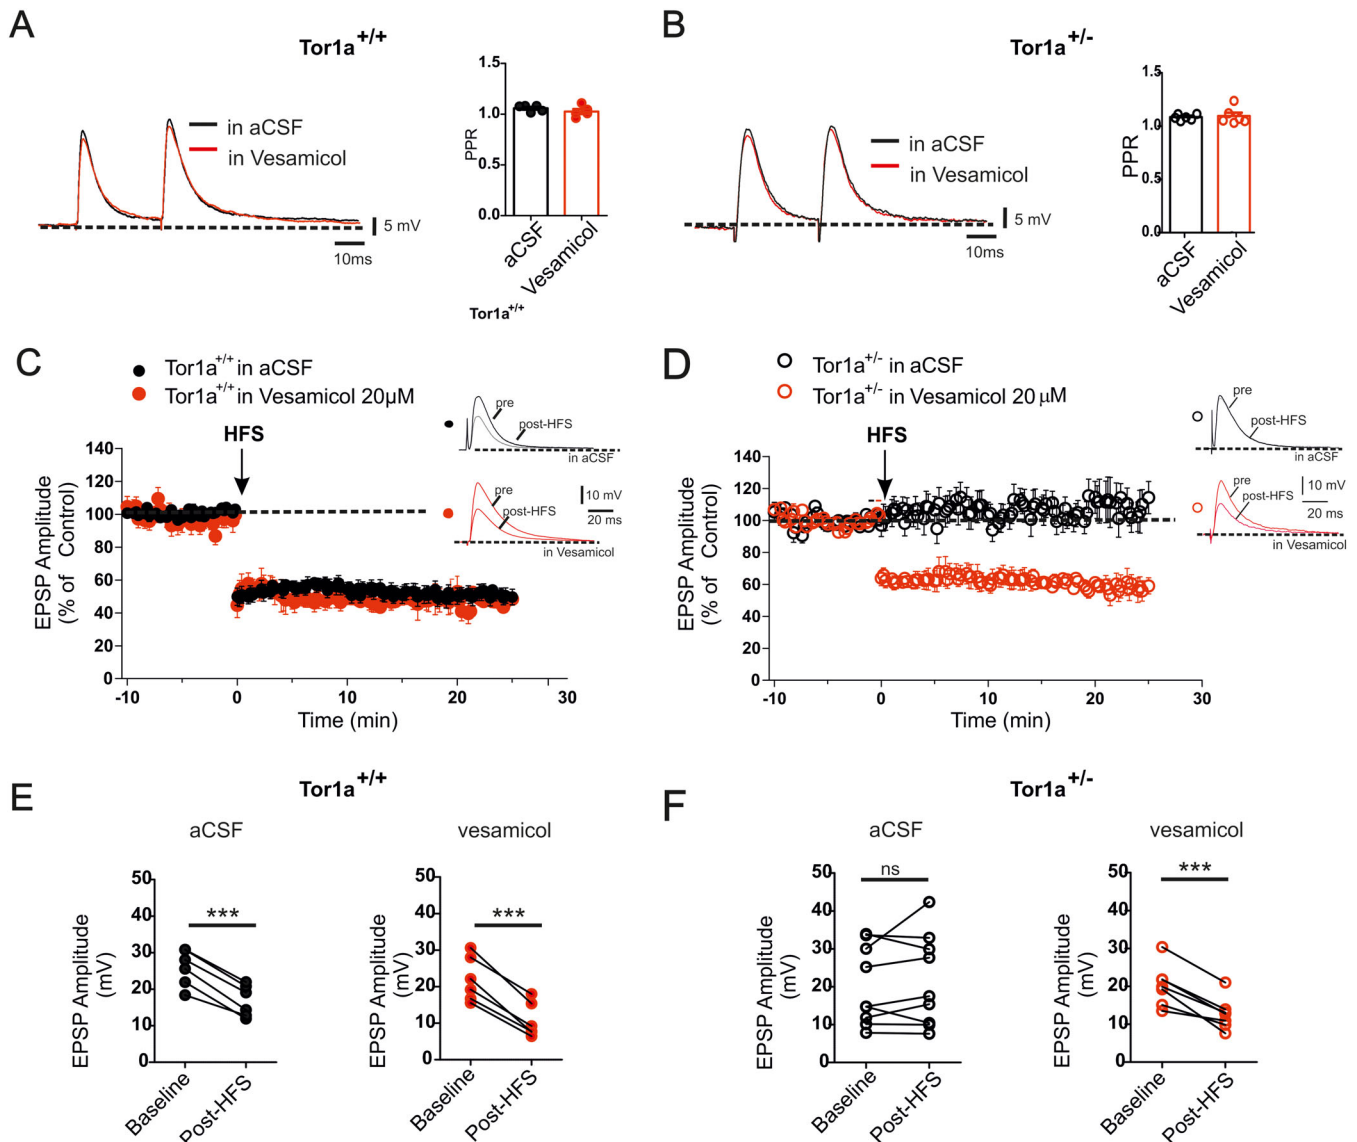 A
Tor1a+/+
in aCSF
in Vesamicol
5 mV
10ms
PPR
1.5
1.0
0.5
0.0
aCSF
Vesamicol
Tor1a+/+
B
Tor1a+/-
in aCSF
in Vesamicol
5 mV
10ms
PPR
1.5
1.0
0.5
0.0
aCSF
Vesamicol
C
Tor1a+/+ in aCSF
Tor1a+/+ in Vesamicol 20µM
HFS
EPSP Amplitude
(% of Control)
140
120
100
80
60
40
20
0
-10
0
10
20
30
Time (min)
pre
post-HFS
in aCSF
pre
post-HFS
10 mV
20 ms
in Vesamicol
D
Tor1a+/- in aCSF
Tor1a+/- in Vesamicol 20 µM
HFS
EPSP Amplitude
(% of Control)
140
120
100
80
60
40
20
0
-10
0
10
20
30
Time (min)
pre
post-HFS
in aCSF
pre
post-HFS
10 mV
20 ms
in Vesamicol
E
Tor1a+/+
aCSF
EPSP Amplitude
(mV)
50
40
30
20
10
0
***
Baseline
Post-HFS
vesamicol
EPSP Amplitude
(mV)
50
40
30
20
10
0
***
Baseline
Post-HFS
F
Tor1a+/-
aCSF
EPSP Amplitude
(mV)
50
40
30
20
10
0
ns
Baseline
Post-HFS
vesamicol
EPSP Amplitude
(mV)
50
40
30
20
10
0
***
Baseline
Post-HFS